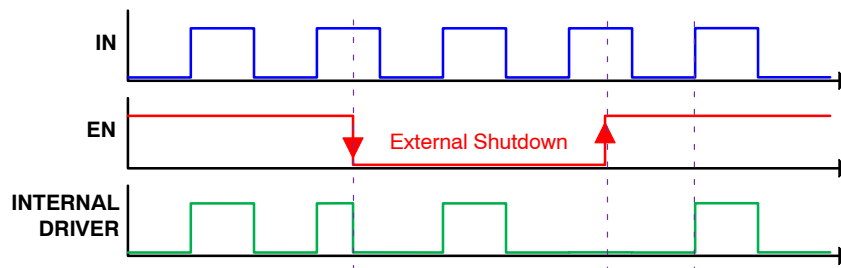 IN
EN
External Shutdown
INTERNAL
DRIVER